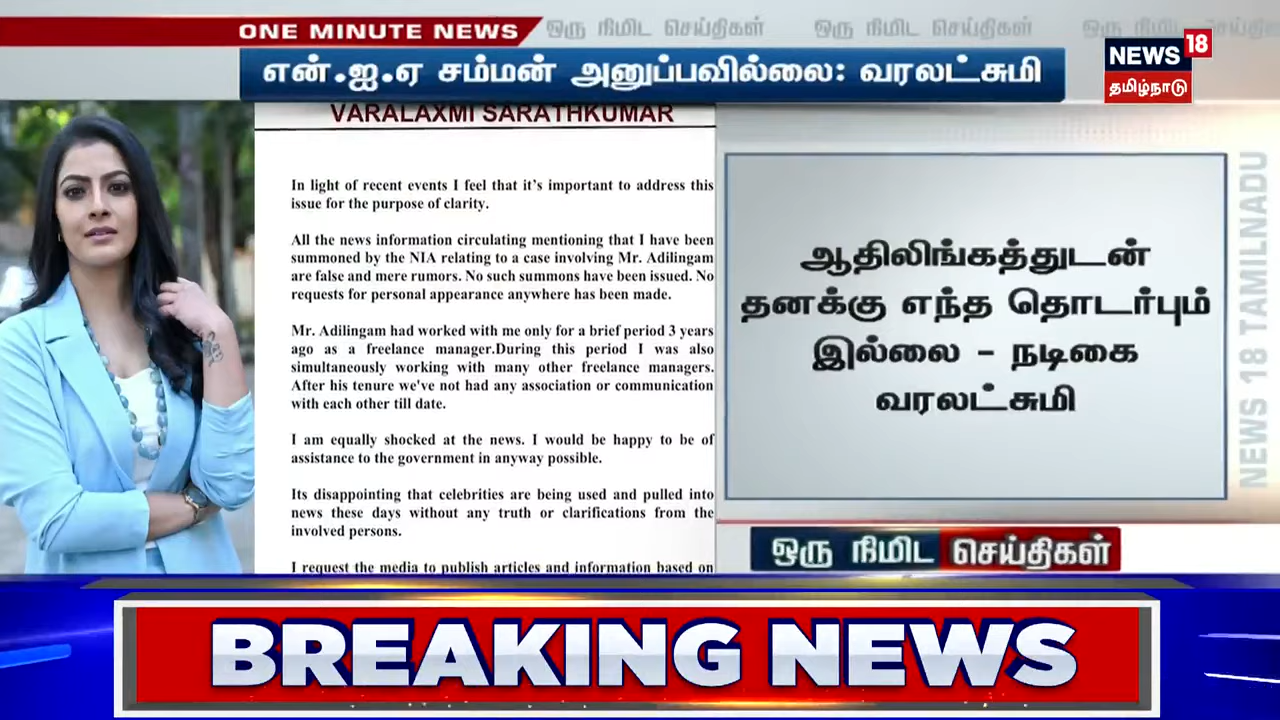 ONE MINUTE NEWS
ஒரு நிமிட செய்திகள்
ஒரு நிமிட செய்திகள்
ஒரு நிமிட
என்.ஐ.ஏ சம்மன் அனுப்பவில்லை: வரலட்சுமி
NEWS18
தமிழ்நாடு
VARALAXMI SARATHKUMAR
In light of recent events I feel that it's important to address this
issue for the purpose of clarity.
All the news information circulating mentioning that I have been
summoned by the NIA relating to a case involving Mr. Adilingam
are false and mere rumors. No such summons have been issued. No
requests for personal appearance anywhere has been made.
Mr. Adilingam had worked with me only for a brief period 3 years
ago as a freelance manager.During this period I was also
simultaneously working with many other freelance managers.
After his tenure we've not had any association or communication
with each other till date.
I am equally shocked at the news. I would be happy to be of
assistance to the government in anyway possible.
Its disappointing that celebrities are being used and pulled into
news these days without any truth or clarifications from the
involved persons.
I request the media to publish articles and information based on
ஆதிலிங்கத்துடன்
தனக்கு எந்த தொடர்பும்
இல்லை - நடிகை
வரலட்சுமி
NEWS 18 TAMILNADU
ஒரு நிமிட செய்திகள்
BREAKING NEWS